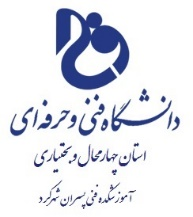 دانشگاه فنی و حرفه ای
استان چهارمحال و بختیاری
آموزشکده فنی پسران شهرکرد